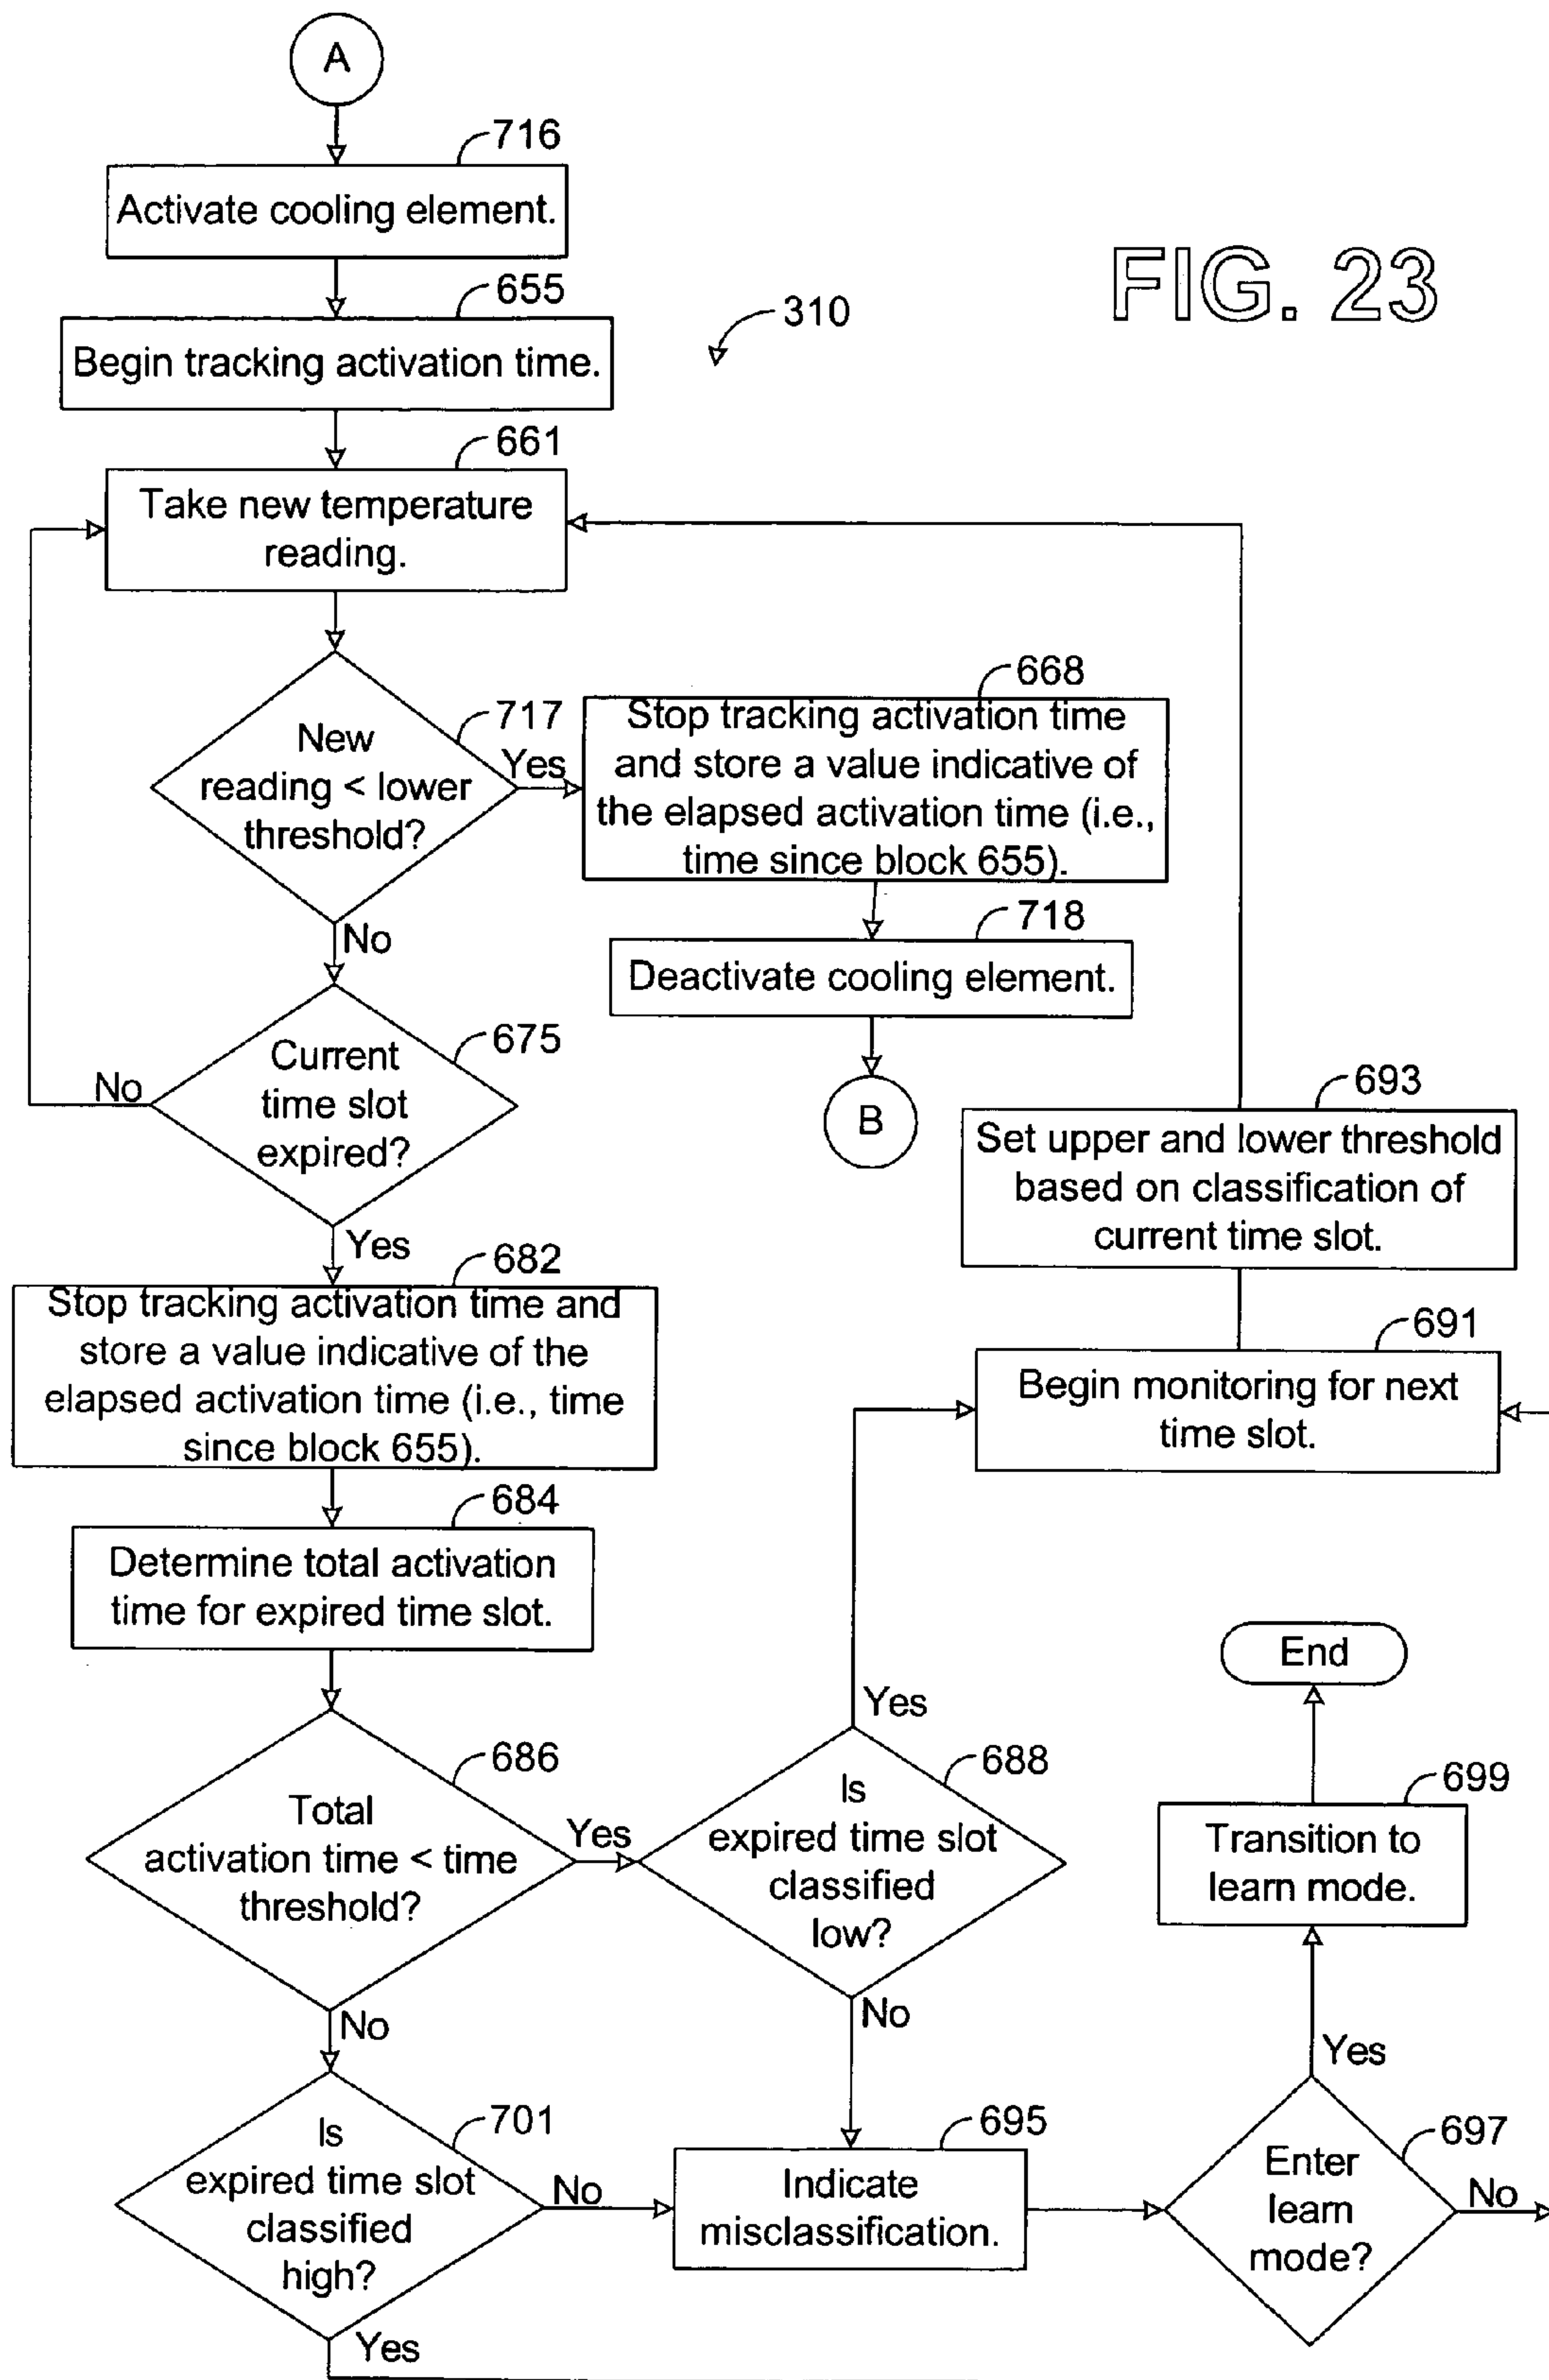 A
716
Activate cooling element.
FIG. 23
655
310
Begin tracking activation time.
661
Take new temperature
reading.
668
717
New
reading < lower
threshold?
Yes
Stop tracking activation time
and store a value indicative of
the elapsed activation time (i.e.,
time since block 655).
No
718
Deactivate cooling element.
675
Current
time slot
expired?
No
B
693
Set upper and lower threshold
based on classification of
current time slot.
Yes
682
Stop tracking activation time and
store a value indicative of the
elapsed activation time (i.e., time
since block 655).
691
Begin monitoring for next
time slot.
684
Determine total activation
time for expired time slot.
End
Yes
686
Total
activation time < time
threshold?
Yes
688
Is
expired time slot
classified
low?
699
Transition to
learn mode.
No
No
Yes
701
Is
expired time slot
classified
high?
No
695
Indicate
misclassification.
697
Enter
learn
mode?
No
Yes